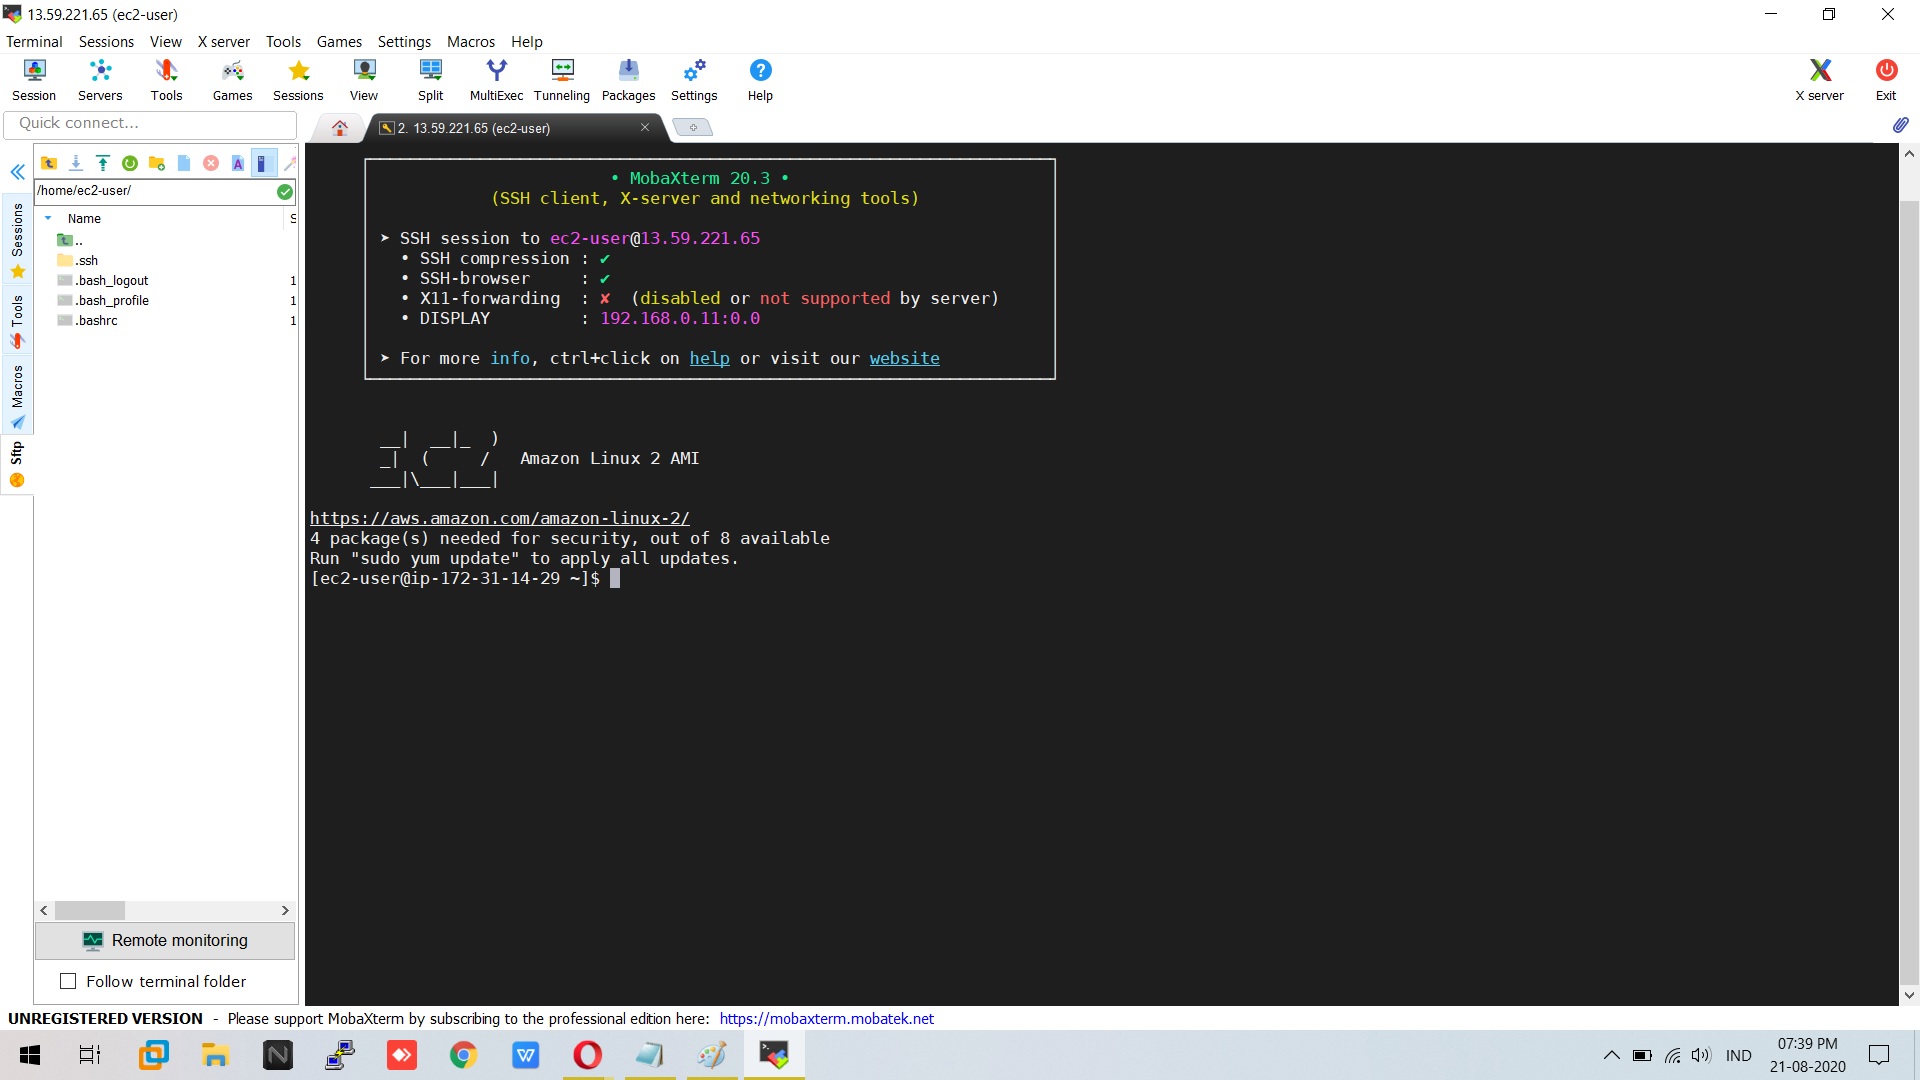 13.59.221.65 (ec2-user)
Terminal Sessions View X server Tools Games Settings Macros Help
Session Servers Tools Games Sessions View Split MultiExec Tunneling Packages Settings Help X server Exit
Quick connect...
2. 13.59.221.65 (ec2-user)
/home/ec2-user/
Name S
..
.ssh
.bash_logout 1
.bash_profile 1
.bashrc 1
Sessions
Tools
Macros
Sftp
Remote monitoring
Follow terminal folder
• MobaXterm 20.3 •
(SSH client, X-server and networking tools)
➤ SSH session to ec2-user@13.59.221.65
• SSH compression : ✔
• SSH-browser : ✔
• X11-forwarding : ✘ (disabled or not supported by server)
• DISPLAY : 192.168.0.11:0.0
➤ For more info, ctrl+click on help or visit our website
__| __|_ )
_| ( / Amazon Linux 2 AMI
___|\___|___|
https://aws.amazon.com/amazon-linux-2/
4 package(s) needed for security, out of 8 available
Run "sudo yum update" to apply all updates.
[ec2-user@ip-172-31-14-29 ~]$
UNREGISTERED VERSION - Please support MobaXterm by subscribing to the professional edition here: https://mobaxterm.mobatek.net
IND
07:39 PM
21-08-2020